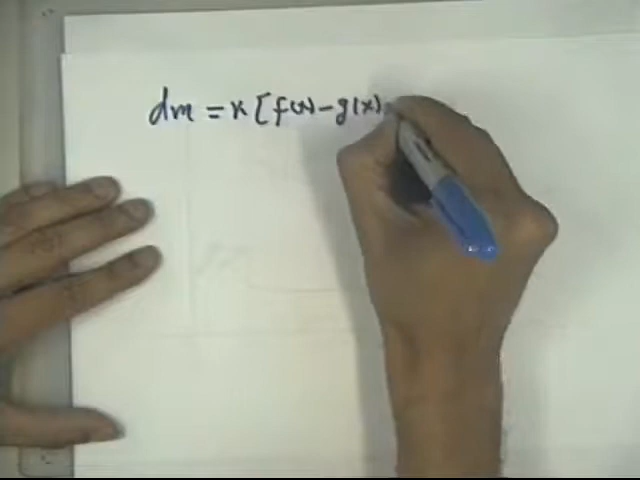 dm = κ [f(x) - g(x)